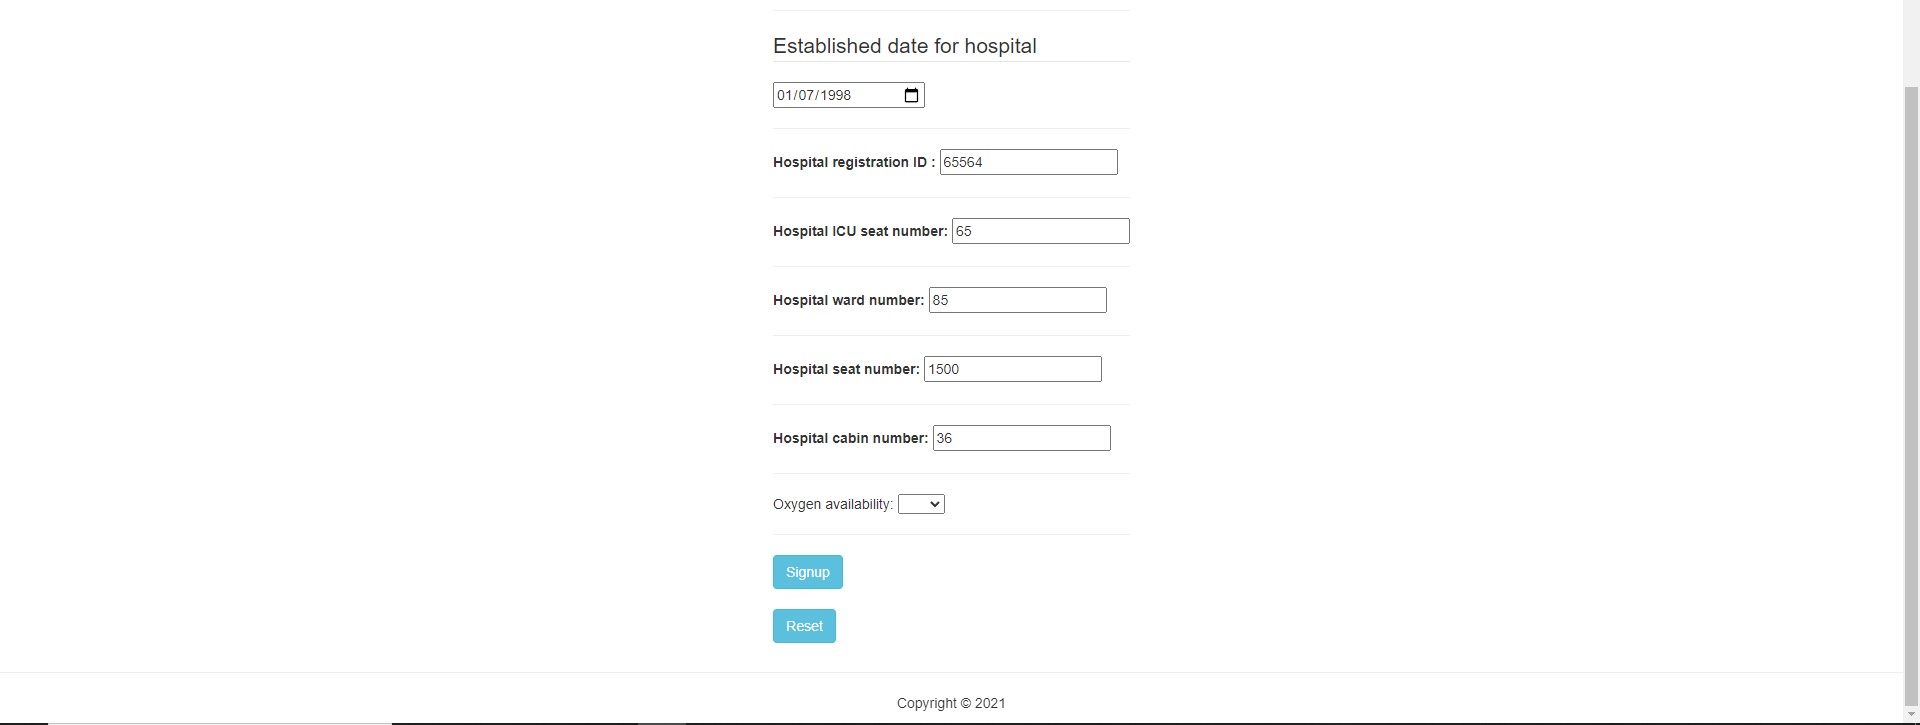 Established date for hospital
01/07/1998
Hospital registration ID : 65564
Hospital ICU seat number: 65
Hospital ward number: 85
Hospital seat number: 1500
Hospital cabin number: 36
Oxygen availability:
Signup
Reset
Copyright © 2021